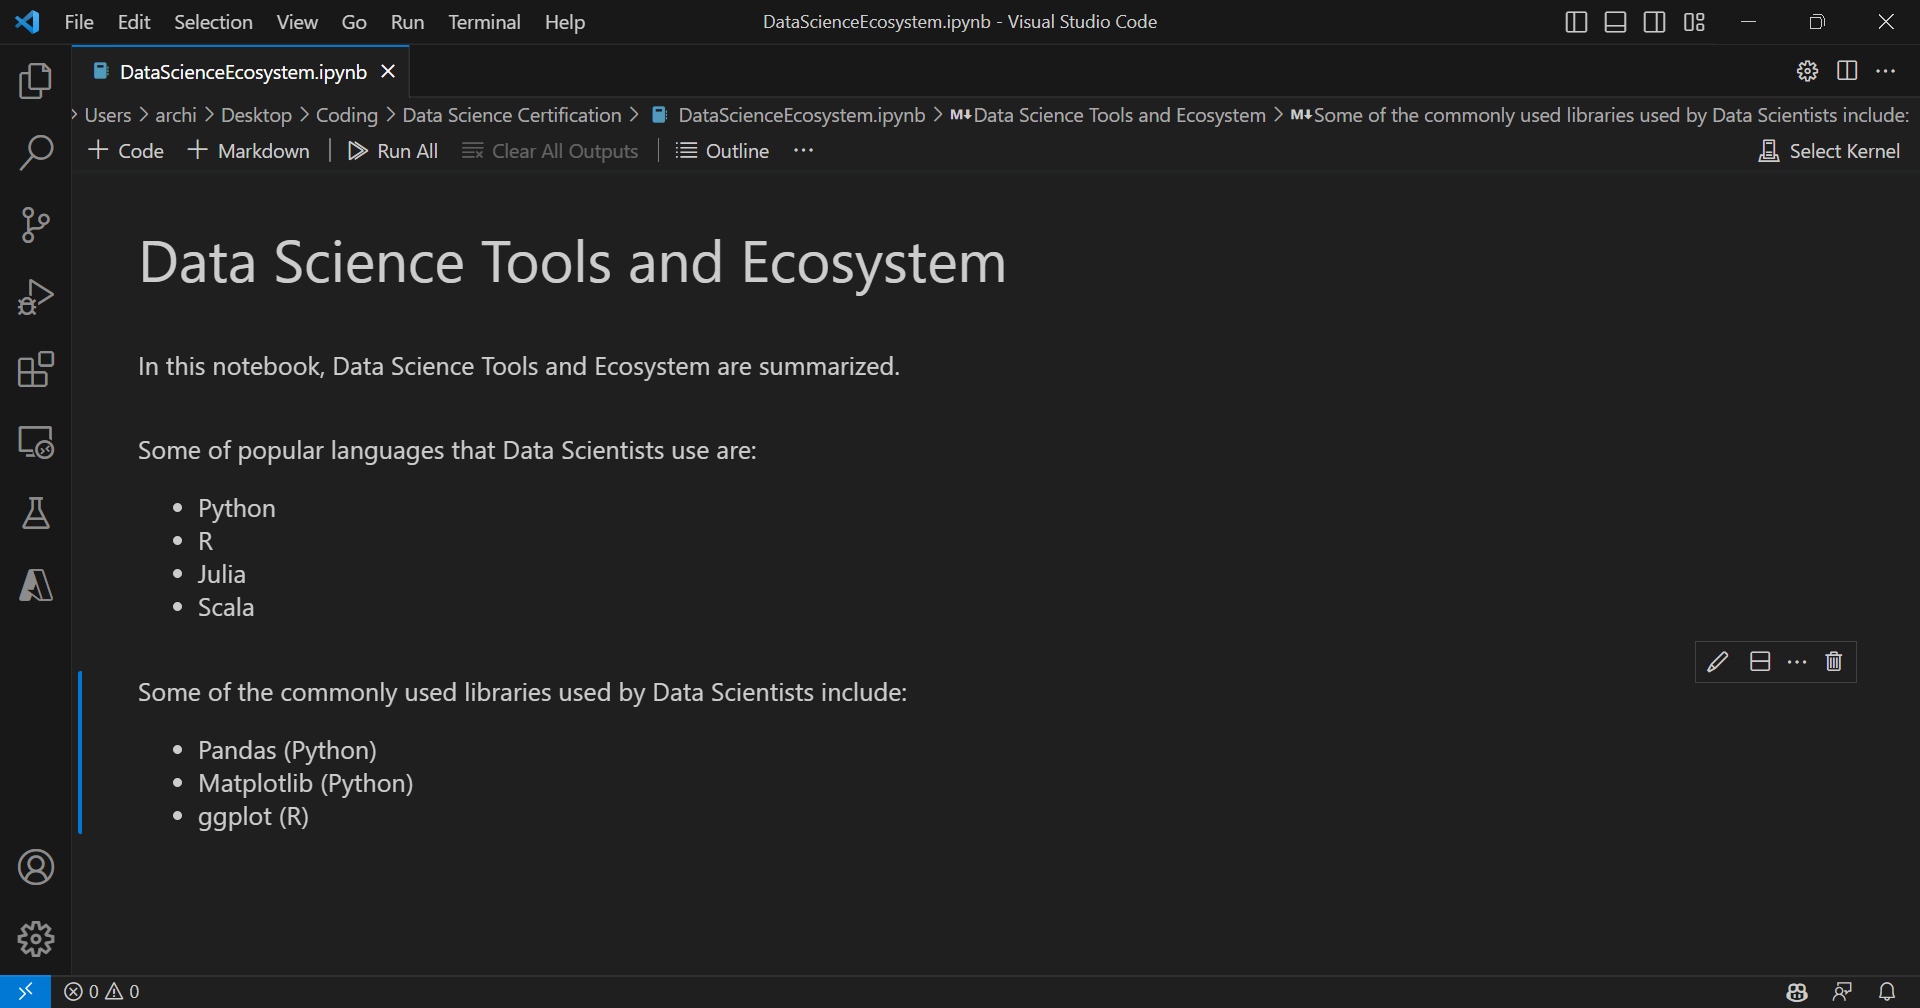 File Edit Selection View Go Run Terminal Help DataScienceEcosystem.ipynb - Visual Studio Code
DataScienceEcosystem.ipynb
Users > archi > Desktop > Coding > Data Science Certification > DataScienceEcosystem.ipynb > M↓Data Science Tools and Ecosystem > M↓Some of the commonly used libraries used by Data Scientists include:
+ Code + Markdown | Run All Clear All Outputs | Outline ··· Select Kernel
Data Science Tools and Ecosystem
In this notebook, Data Science Tools and Ecosystem are summarized.
Some of popular languages that Data Scientists use are:
• Python
• R
• Julia
• Scala
Some of the commonly used libraries used by Data Scientists include:
• Pandas (Python)
• Matplotlib (Python)
• ggplot (R)
0 0